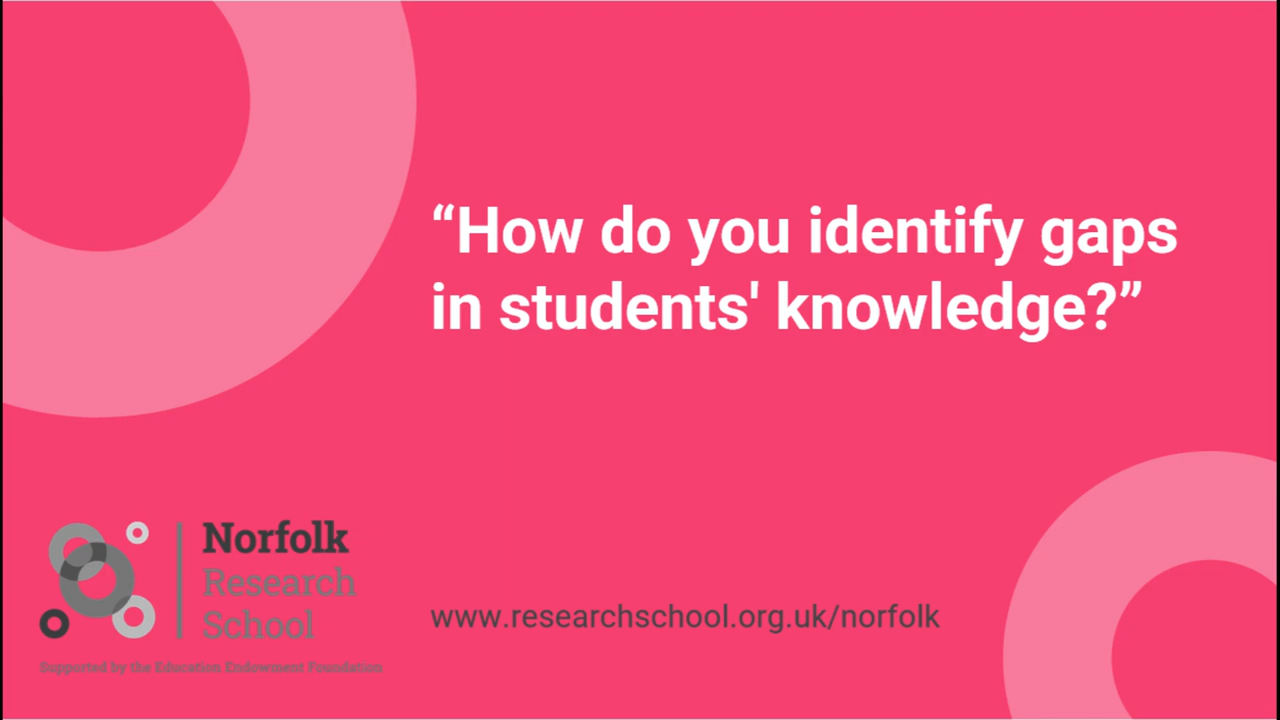 “How do you identify gaps
in students' knowledge?”
Norfolk
Research
School
Supported by the Education Endowment Foundation
www.researchschool.org.uk/norfolk